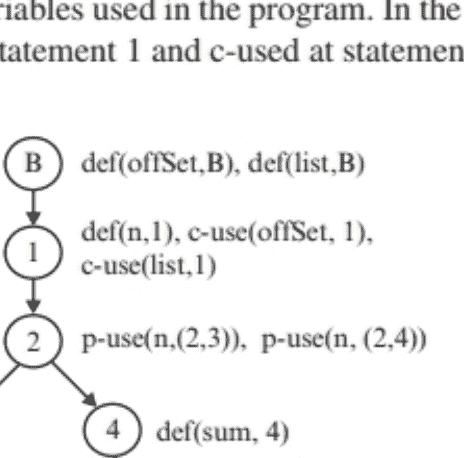 riables used in the program. In the
tatement 1 and c-used at statemen
B
def(offSet,B), def(list,B)
1
def(n,1), c-use(offSet, 1),
c-use(list,1)
2
p-use(n,(2,3)), p-use(n, (2,4))
4
def(sum, 4)